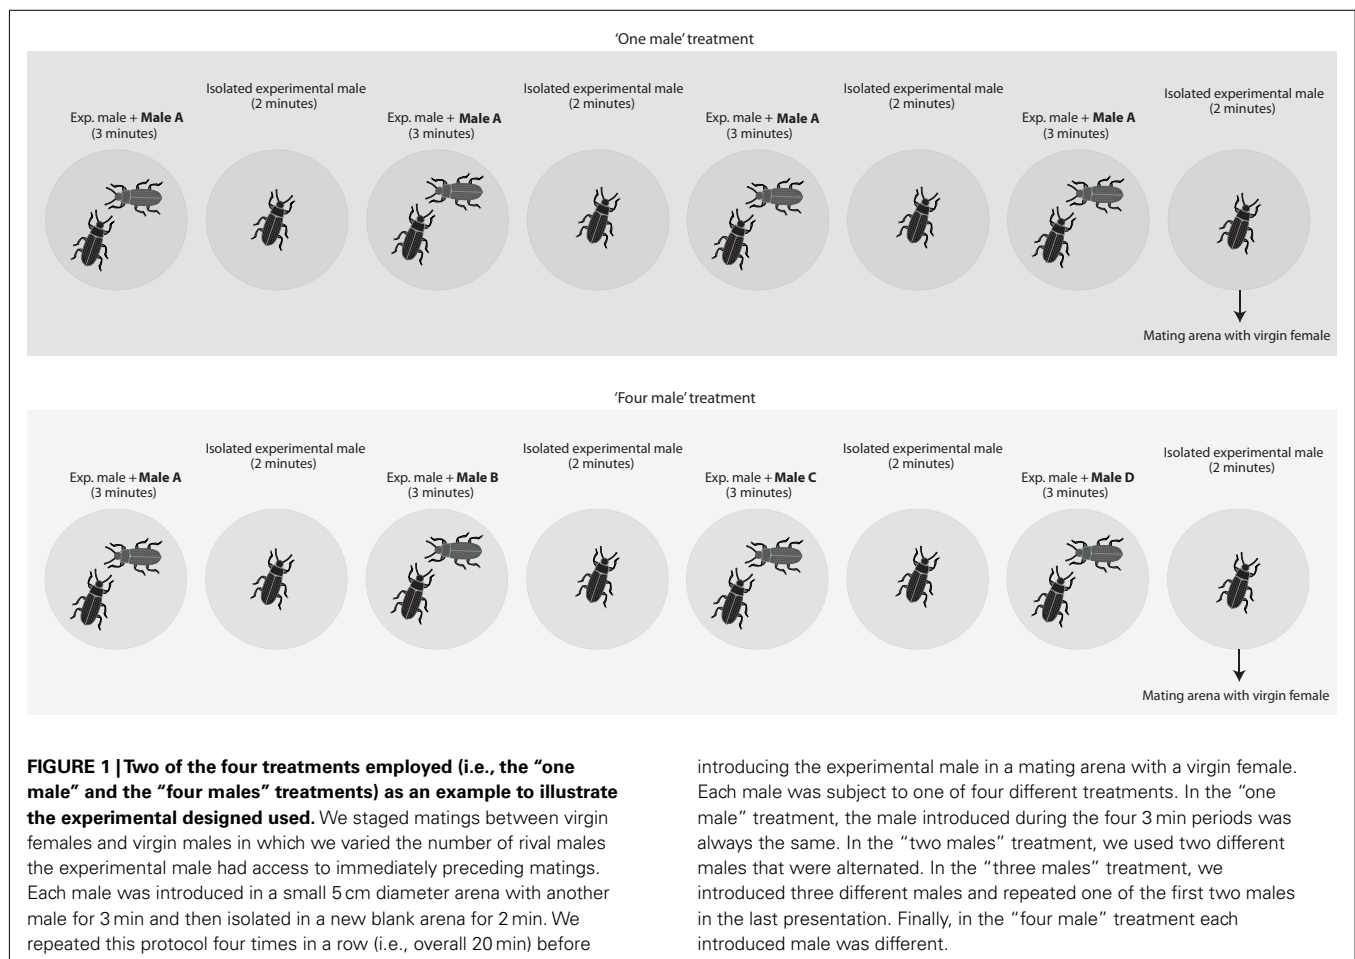 'One male' treatment
Isolated experimental male
(2 minutes)
Isolated experimental male
(2 minutes)
Isolated experimental male
(2 minutes)
Isolated experimental male
(2 minutes)
Exp. male + Male A
(3 minutes)
Exp. male + Male A
(3 minutes)
Exp. male + Male A
(3 minutes)
Exp. male + Male A
(3 minutes)
Mating arena with virgin female
'Four male' treatment
Isolated experimental male
(2 minutes)
Isolated experimental male
(2 minutes)
Isolated experimental male
(2 minutes)
Isolated experimental male
(2 minutes)
Exp. male + Male A
(3 minutes)
Exp. male + Male B
(3 minutes)
Exp. male + Male C
(3 minutes)
Exp. male + Male D
(3 minutes)
Mating arena with virgin female
FIGURE 1 | Two of the four treatments employed (i.e., the “one
male” and the “four males” treatments) as an example to illustrate
the experimental designed used. We staged matings between virgin
females and virgin males in which we varied the number of rival males
the experimental male had access to immediately preceding matings.
Each male was introduced in a small 5 cm diameter arena with another
male for 3 min and then isolated in a new blank arena for 2 min. We
repeated this protocol four times in a row (i.e., overall 20 min) before
introducing the experimental male in a mating arena with a virgin female.
Each male was subject to one of four different treatments. In the “one
male” treatment, the male introduced during the four 3 min periods was
always the same. In the “two males” treatment, we used two different
males that were alternated. In the “three males” treatment, we
introduced three different males and repeated one of the first two males
in the last presentation. Finally, in the “four male” treatment each
introduced male was different.